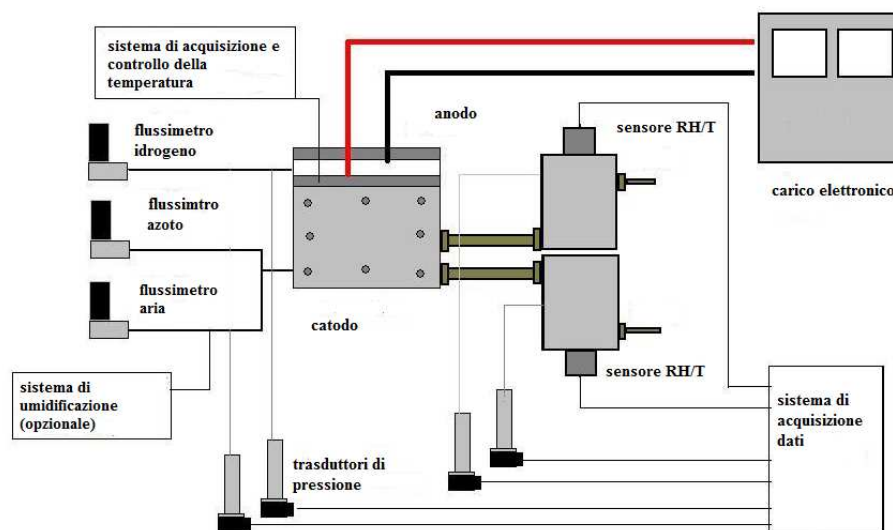 sistema di acquisizione e
controllo della
temperatura
anodo
flussimetro
idrogeno
sensore RH/T
carico elettronico
flussimtro
azoto
flussimetro
aria
catodo
sensore RH/T
sistema di
umidificazione
(opzionale)
sistema di
acquisizione
dati
trasduttori di
pressione